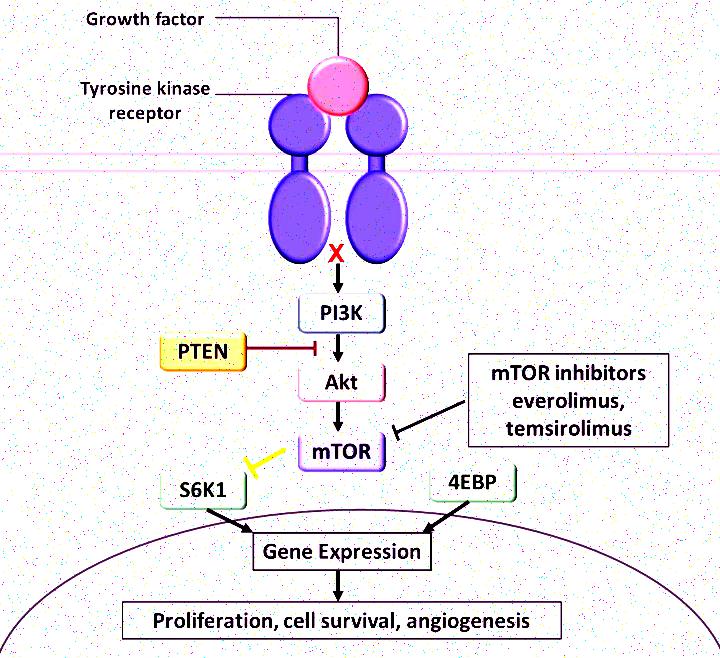 Growth factor
Tyrosine kinase
receptor
X
PI3K
PTEN
Akt
mTOR inhibitors
everolimus,
temsirolimus
mTOR
S6K1
4EBP
Gene Expression
Proliferation, cell survival, angiogenesis